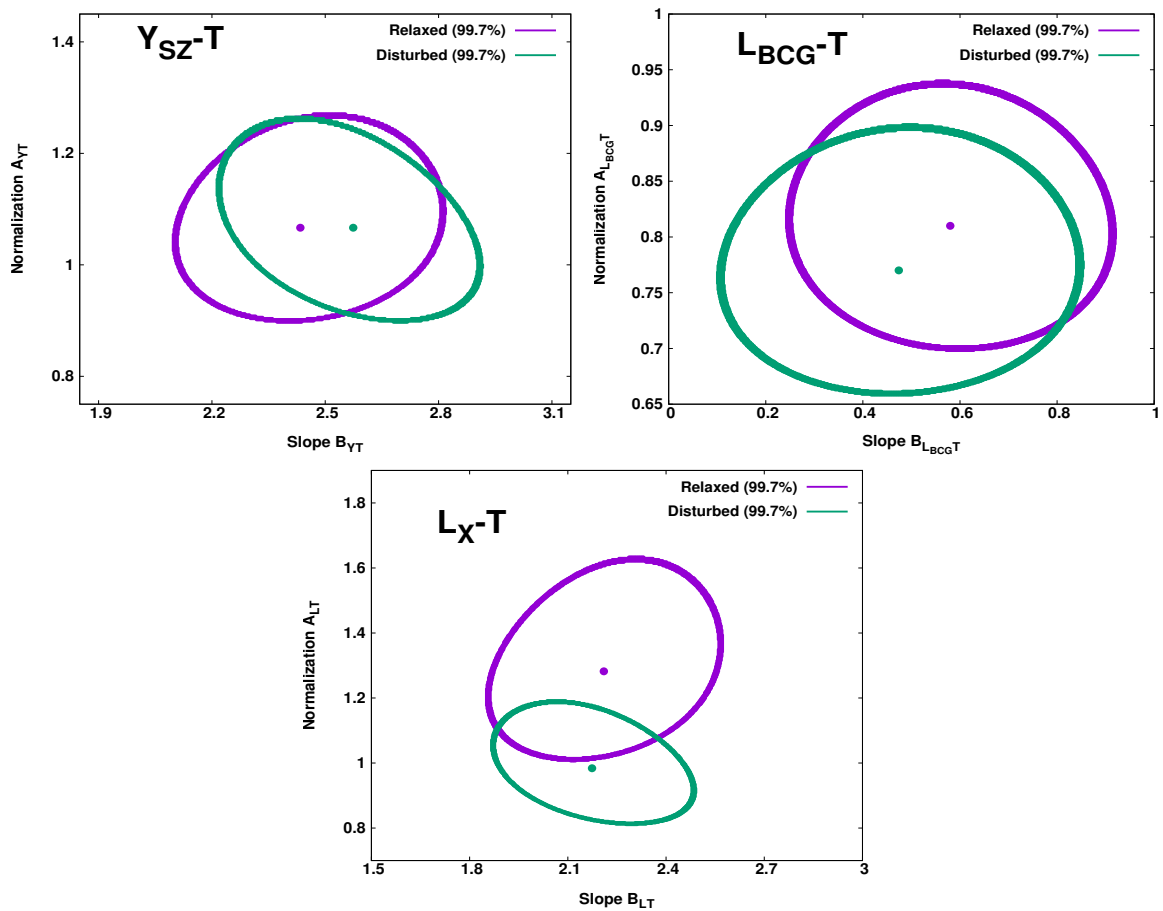 Y_SZ-T
Relaxed (99.7%)
Disturbed (99.7%)
1.4
1.2
1
0.8
Normalization A_YT
1.9
2.2
2.5
2.8
3.1
Slope B_YT
L_BCG-T
Relaxed (99.7%)
Disturbed (99.7%)
1
0.95
0.9
0.85
0.8
0.75
0.7
0.65
Normalization A_L_BCG T
0
0.2
0.4
0.6
0.8
1
Slope B_L_BCG T
L_X-T
Relaxed (99.7%)
Disturbed (99.7%)
1.8
1.6
1.4
1.2
1
0.8
Normalization A_LT
1.5
1.8
2.1
2.4
2.7
3
Slope B_LT